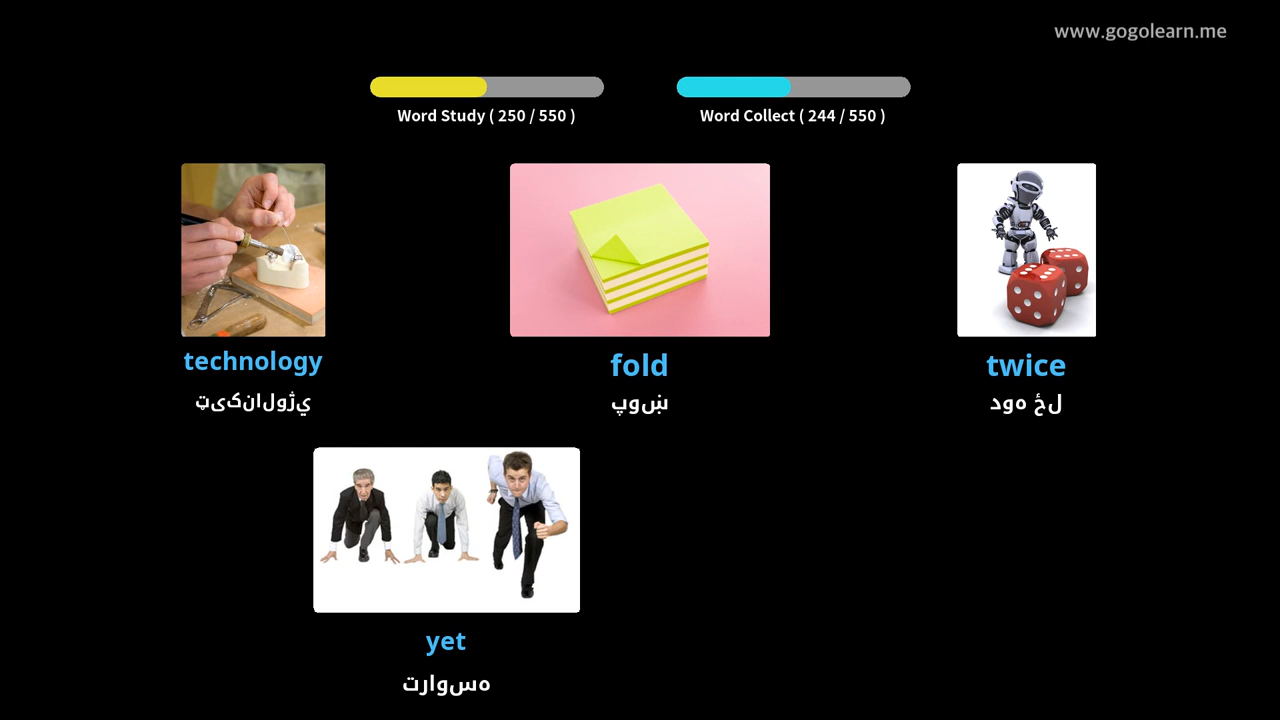 www.gogolearn.me
Word Study ( 250 / 550 )
Word Collect ( 244 / 550 )
technology
يژولانکیټ
fold
ښوپ
twice
لځ هود
yet
هسوارت